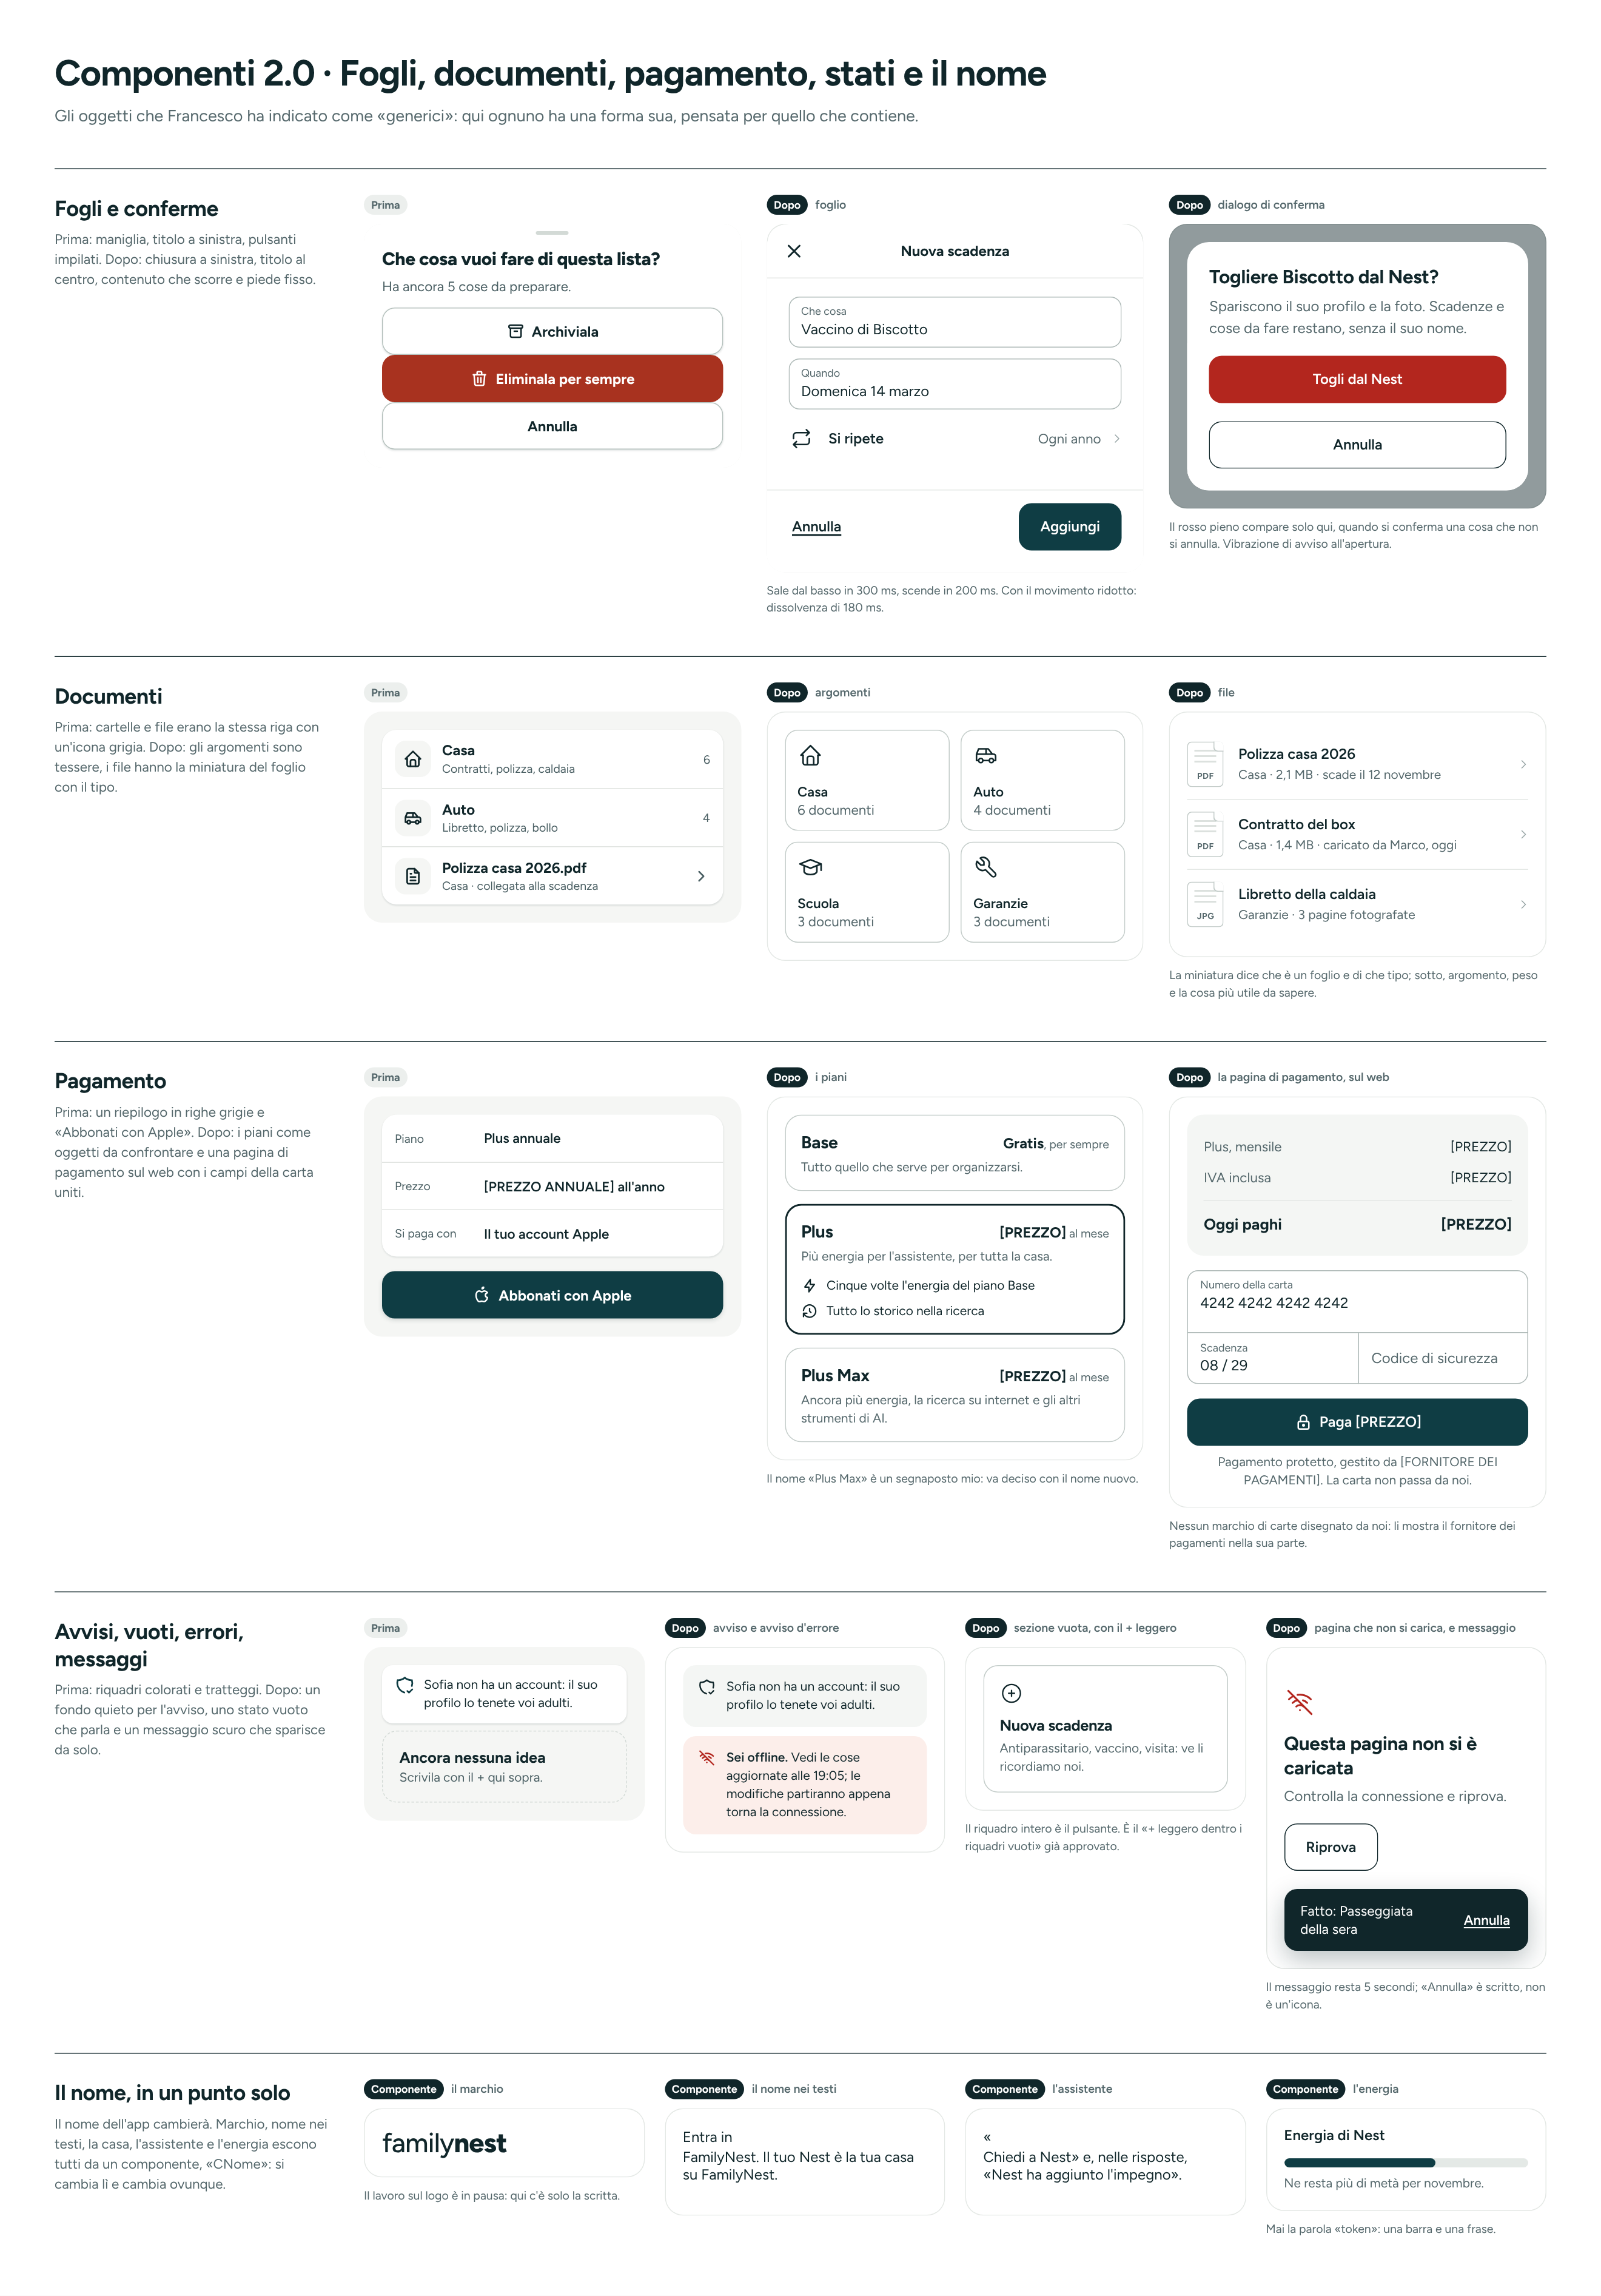 Componenti 2.0 · Fogli, documenti, pagamento, stati e il nome
Gli oggetti che Francesco ha indicato come «generici»: qui ognuno ha una forma sua, pensata per quello che contiene.
Fogli e conferme
Prima: maniglia, titolo a sinistra, pulsanti
impilati. Dopo: chiusura a sinistra, titolo al
centro, contenuto che scorre e piede fisso.
Prima
Che cosa vuoi fare di questa lista?
Ha ancora 5 cose da preparare.
Archiviala
Eliminala per sempre
Annulla
Dopo foglio
Nuova scadenza
Che cosa
Vaccino di Biscotto
Quando
Domenica 14 marzo
Si ripete Ogni anno
Annulla Aggiungi
Sale dal basso in 300 ms, scende in 200 ms. Con il movimento ridotto:
dissolvenza di 180 ms.
Dopo dialogo di conferma
Togliere Biscotto dal Nest?
Spariscono il suo profilo e la foto. Scadenze e
cose da fare restano, senza il suo nome.
Togli dal Nest
Annulla
Il rosso pieno compare solo qui, quando si conferma una cosa che non
si annulla. Vibrazione di avviso all'apertura.
Documenti
Prima: cartelle e file erano la stessa riga con
un'icona grigia. Dopo: gli argomenti sono
tessere, i file hanno la miniatura del foglio
con il tipo.
Prima
Casa
Contratti, polizza, caldaia
6
Auto
Libretto, polizza, bollo
4
Polizza casa 2026.pdf
Casa · collegata alla scadenza
Dopo argomenti
Casa
6 documenti
Auto
4 documenti
Scuola
3 documenti
Garanzie
3 documenti
Dopo file
PDF
Polizza casa 2026
Casa · 2,1 MB · scade il 12 novembre
PDF
Contratto del box
Casa · 1,4 MB · caricato da Marco, oggi
JPG
Libretto della caldaia
Garanzie · 3 pagine fotografate
La miniatura dice che è un foglio e di che tipo; sotto, argomento, peso
e la cosa più utile da sapere.
Pagamento
Prima: un riepilogo in righe grigie e
«Abbonati con Apple». Dopo: i piani come
oggetti da confrontare e una pagina di
pagamento sul web con i campi della carta
uniti.
Prima
Piano Plus annuale
Prezzo [PREZZO ANNUALE] all'anno
Si paga con Il tuo account Apple
Abbonati con Apple
Dopo i piani
Base Gratis, per sempre
Tutto quello che serve per organizzarsi.
Plus [PREZZO] al mese
Più energia per l'assistente, per tutta la casa.
Cinque volte l'energia del piano Base
Tutto lo storico nella ricerca
Plus Max [PREZZO] al mese
Ancora più energia, la ricerca su internet e gli altri
strumenti di AI.
Il nome «Plus Max» è un segnaposto mio: va deciso con il nome nuovo.
Dopo la pagina di pagamento, sul web
Plus, mensile [PREZZO]
IVA inclusa [PREZZO]
Oggi paghi [PREZZO]
Numero della carta
4242 4242 4242 4242
Scadenza
08 / 29
Codice di sicurezza
Paga [PREZZO]
Pagamento protetto, gestito da [FORNITORE DEI
PAGAMENTI]. La carta non passa da noi.
Nessun marchio di carte disegnato da noi: li mostra il fornitore dei
pagamenti nella sua parte.
Avvisi, vuoti, errori,
messaggi
Prima: riquadri colorati e tratteggi. Dopo: un
fondo quieto per l'avviso, uno stato vuoto
che parla e un messaggio scuro che sparisce
da solo.
Prima
Sofia non ha un account: il suo
profilo lo tenete voi adulti.
Ancora nessuna idea
Scrivila con il + qui sopra.
Dopo avviso e avviso d'errore
Sofia non ha un account: il suo
profilo lo tenete voi adulti.
Sei offline. Vedi le cose
aggiornate alle 19:05; le
modifiche partiranno appena
torna la connessione.
Dopo sezione vuota, con il + leggero
Nuova scadenza
Antiparassitario, vaccino, visita: ve li
ricordiamo noi.
Il riquadro intero è il pulsante. È il «+ leggero dentro i
riquadri vuoti» già approvato.
Dopo pagina che non si carica, e messaggio
Questa pagina non si è
caricata
Controlla la connessione e riprova.
Riprova
Fatto: Passeggiata
della sera
Annulla
Il messaggio resta 5 secondi; «Annulla» è scritto, non
è un'icona.
Il nome, in un punto solo
Il nome dell'app cambierà. Marchio, nome nei
testi, la casa, l'assistente e l'energia escono
tutti da un componente, «CNome»: si
cambia lì e cambia ovunque.
Componente il marchio
familynest
Il lavoro sul logo è in pausa: qui c'è solo la scritta.
Componente il nome nei testi
Entra in
FamilyNest. Il tuo Nest è la tua casa
su FamilyNest.
Componente l'assistente
«
Chiedi a Nest» e, nelle risposte,
«Nest ha aggiunto l'impegno».
Componente l'energia
Energia di Nest
Ne resta più di metà per novembre.
Mai la parola «token»: una barra e una frase.